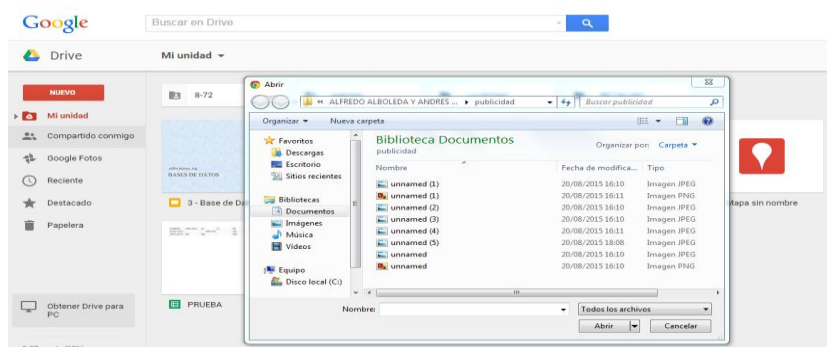 Google
Buscar en Drive
Drive
Mi unidad
NUEVO
Mi unidad
Compartido conmigo
Google Fotos
Reciente
Destacado
Papelera
Obtener Drive para PC
8-72
BASES DE DATOS
3 - Base de Da
PRUEBA
Mapa sin nombre
Abrir
« ALFREDO ALBOLEDA Y ANDRES ... ▸ publicidad
Buscar publicidad
Organizar
Nueva carpeta
Favoritos
Descargas
Escritorio
Sitios recientes
Bibliotecas
Documentos
Imágenes
Música
Vídeos
Equipo
Disco local (C:)
Biblioteca Documentos
publicidad
Organizar por: Carpeta
Nombre Fecha de modifica... Tipo
unnamed (1) 20/08/2015 16:10 Imagen JPEG
unnamed (1) 20/08/2015 16:11 Imagen PNG
unnamed (2) 20/08/2015 16:10 Imagen JPEG
unnamed (3) 20/08/2015 16:10 Imagen JPEG
unnamed (4) 20/08/2015 16:11 Imagen JPEG
unnamed (5) 20/08/2015 18:08 Imagen JPEG
unnamed 20/08/2015 16:10 Imagen JPEG
unnamed 20/08/2015 16:10 Imagen PNG
Nombre:
Todos los archivos
Abrir
Cancelar